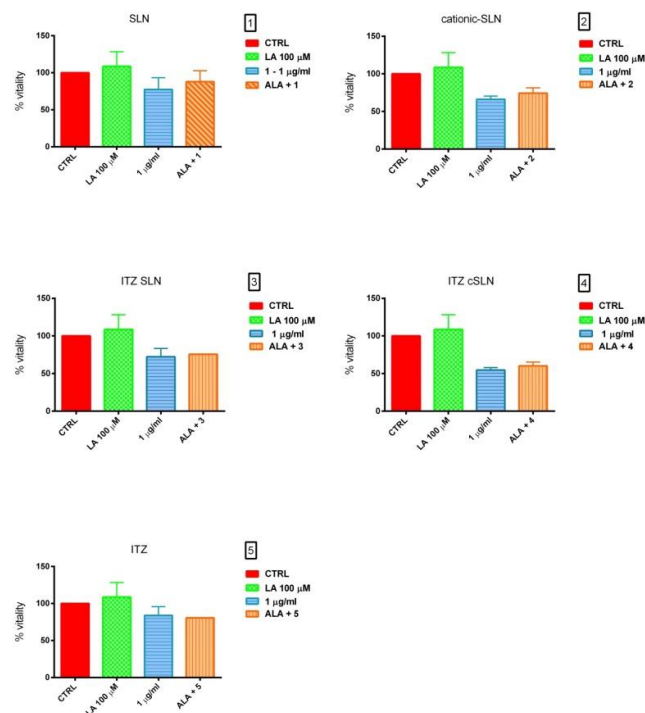 SLN
1
150
100
50
0
% vitality
CTRL
LA 100 µM
1 µg/ml
ALA + 1
CTRL
LA 100 µM
1 - 1 µg/ml
ALA + 1
cationic-SLN
2
150
100
50
0
% vitality
CTRL
LA 100 µM
1 µg/ml
ALA + 2
CTRL
LA 100 µM
1 µg/ml
ALA + 2
ITZ SLN
3
150
100
50
0
% vitality
CTRL
LA 100 µM
1 µg/ml
ALA + 3
CTRL
LA 100 µM
1 µg/ml
ALA + 3
ITZ cSLN
4
150
100
50
0
% vitality
CTRL
LA 100 µM
1 µg/ml
ALA + 4
CTRL
LA 100 µM
1 µg/ml
ALA + 4
ITZ
5
150
100
50
0
% vitality
CTRL
LA 100 µM
1 µg/ml
ALA + 5
CTRL
LA 100 µM
1 µg/ml
ALA + 5